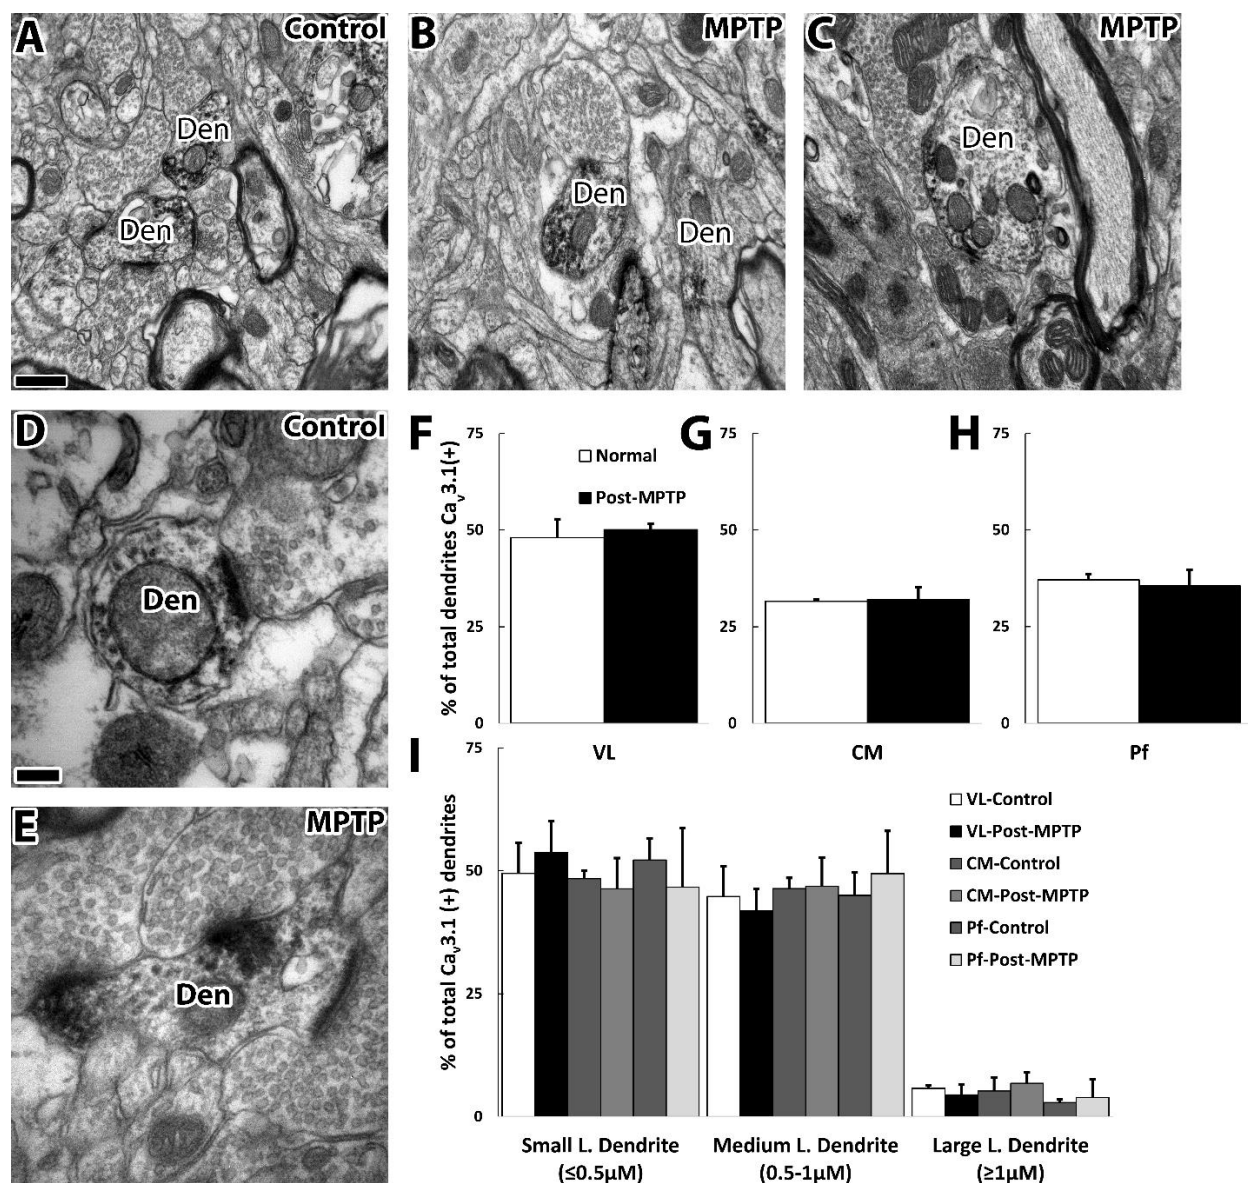 A Control
Den
Den
B MPTP
Den
Den
C MPTP
Den
D Control
Den
E MPTP
Den
F
% of total dendrites Caᵥ3.1(+)
75
50
25
0
Normal
Post-MPTP
VL
G
75
50
25
0
CM
H
75
50
25
0
Pf
I
% of total Caᵥ3.1 (+) dendrites
75
50
25
0
VL-Control
VL-Post-MPTP
CM-Control
CM-Post-MPTP
Pf-Control
Pf-Post-MPTP
Small L. Dendrite
(≤0.5µM)
Medium L. Dendrite
(0.5-1µM)
Large L. Dendrite
(≥1µM)